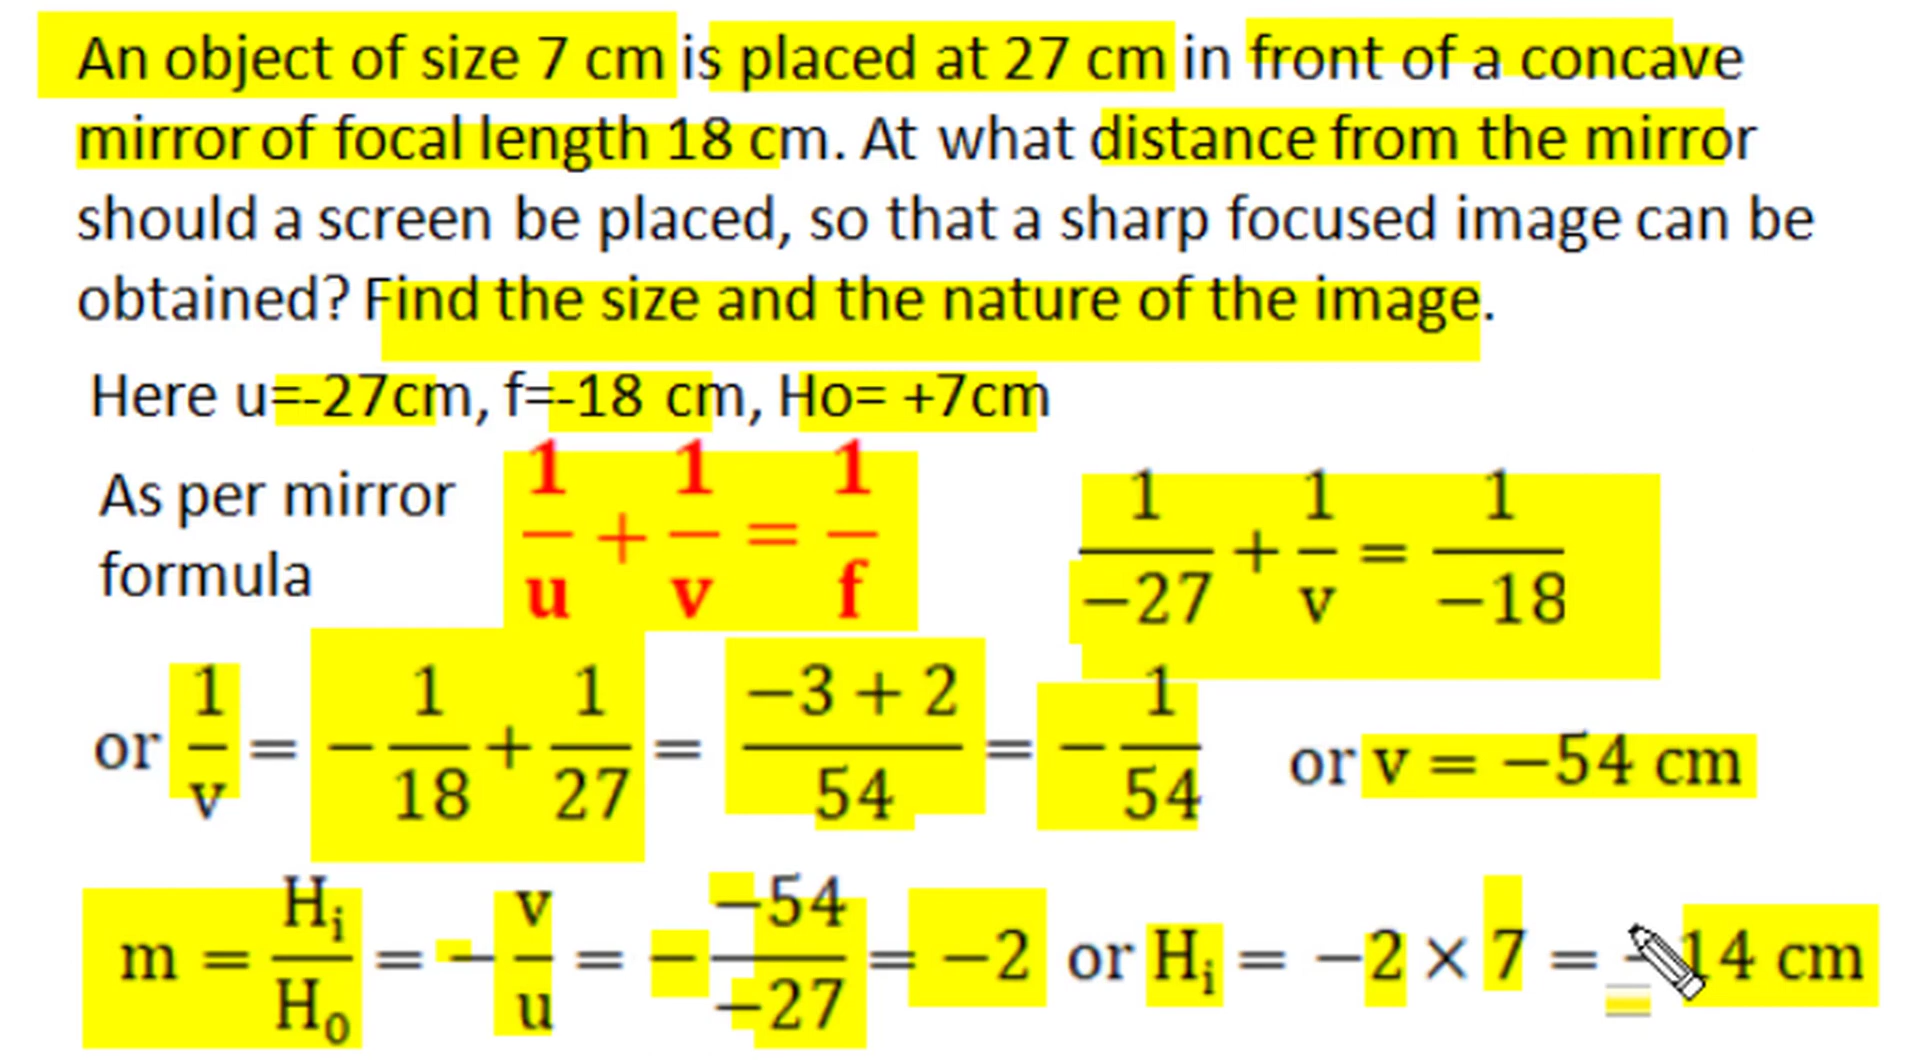 An object of size 7 cm is placed at 27 cm in front of a concave
mirror of focal length 18 cm. At what distance from the mirror
should a screen be placed, so that a sharp focused image can be
obtained? Find the size and the nature of the image.
Here u=-27cm, f=-18 cm, Ho= +7cm
As per mirror formula 1/u + 1/v = 1/f 1/−27 + 1/v = 1/−18
or 1/v = −1/18 + 1/27 = −3 + 2/54 = −1/54 or v = −54 cm
m = Hi/H0 = −v/u = −−54/−27 = −2 or Hi = −2 × 7 = −14 cm